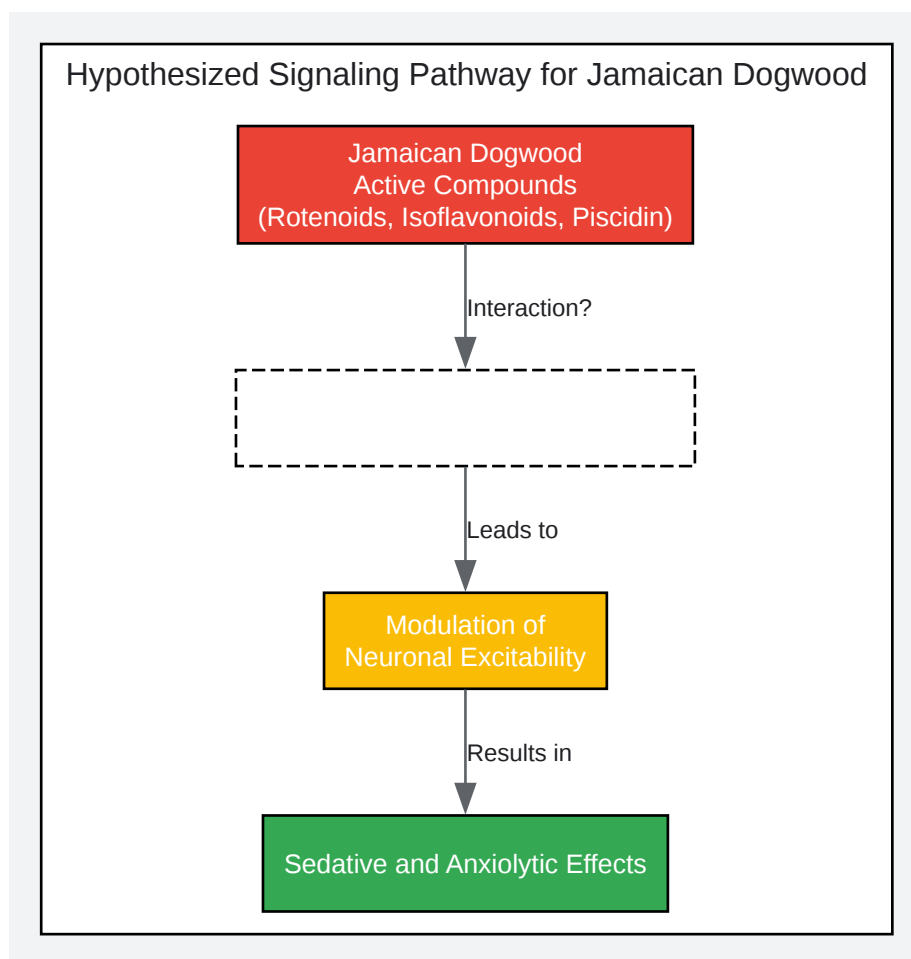 Hypothesized Signaling Pathway for Jamaican Dogwood
Jamaican Dogwood
Active Compounds
(Rotenoids, Isoflavonoids, Piscidin)
Interaction?
Leads to
Modulation of
Neuronal Excitability
Results in
Sedative and Anxiolytic Effects